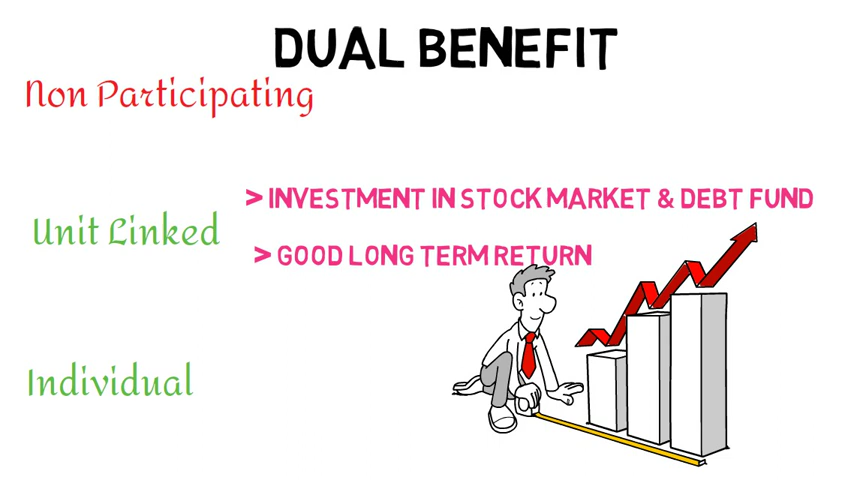 DUAL BENEFIT
Non Participating
Unit Linked
> INVESTMENT IN STOCK MARKET & DEBT FUND
> GOOD LONG TERM RETURN
Individual